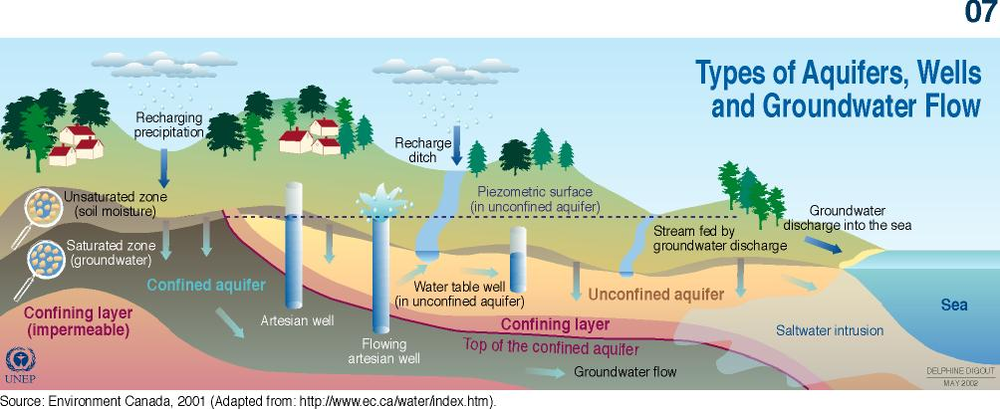 07
Types of Aquifers, Wells
and Groundwater Flow
Recharging
precipitation
Recharge
ditch
Unsaturated zone
(soil moisture)
Piezometric surface
(in unconfined aquifer)
Groundwater
discharge into the sea
Stream fed by
groundwater discharge
Saturated zone
(groundwater)
Confined aquifer
Water table well
(in unconfined aquifer)
Unconfined aquifer
Sea
Confining layer
(impermeable)
Artesian well
Confining layer
Saltwater intrusion
Flowing
artesian well
Top of the confined aquifer
Groundwater flow
UNEP
DELPHINE DIGOUT
MAY 2002
Source: Environment Canada, 2001 (Adapted from: http://www.ec.ca/water/index.htm).